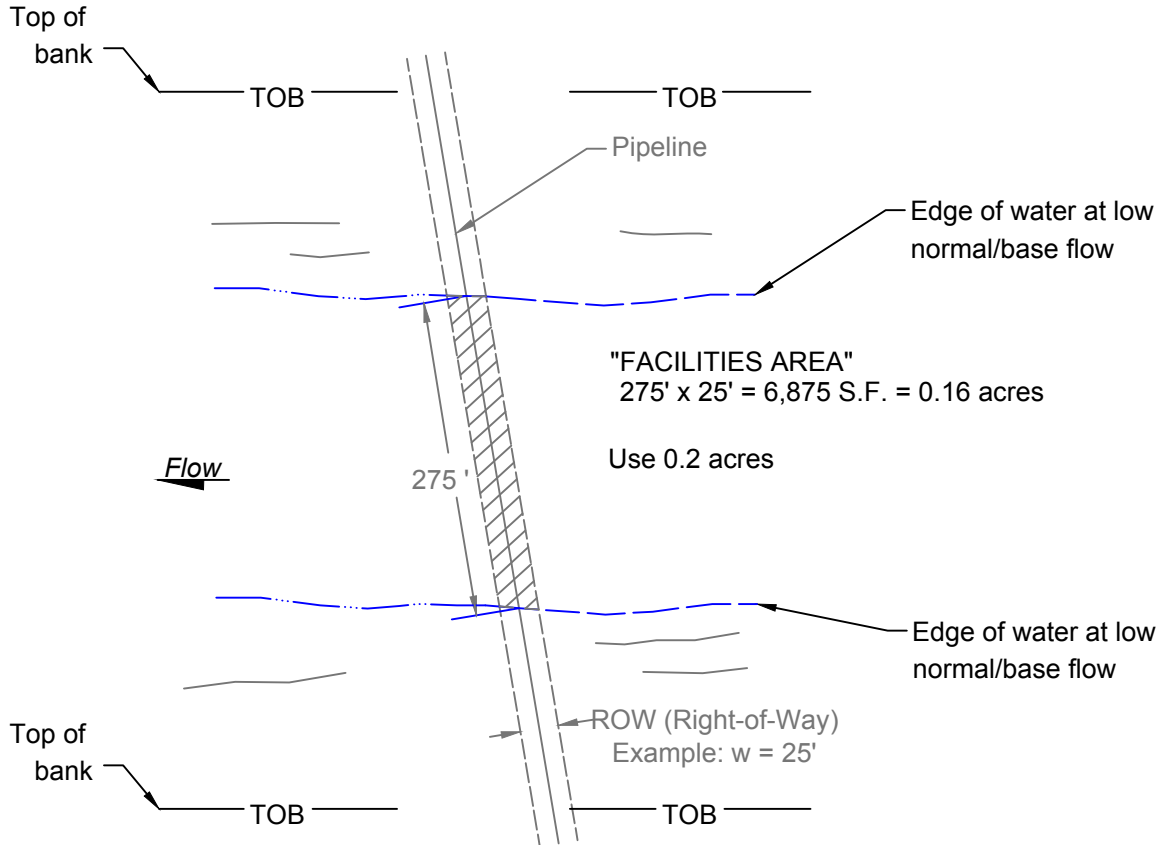 Top of
bank
TOB
TOB
Pipeline
Edge of water at low
normal/base flow
"FACILITIES AREA"
275' x 25' = 6,875 S.F. = 0.16 acres
Use 0.2 acres
Flow
275 '
Edge of water at low
normal/base flow
ROW (Right-of-Way)
Example: w = 25'
Top of
bank
TOB
TOB